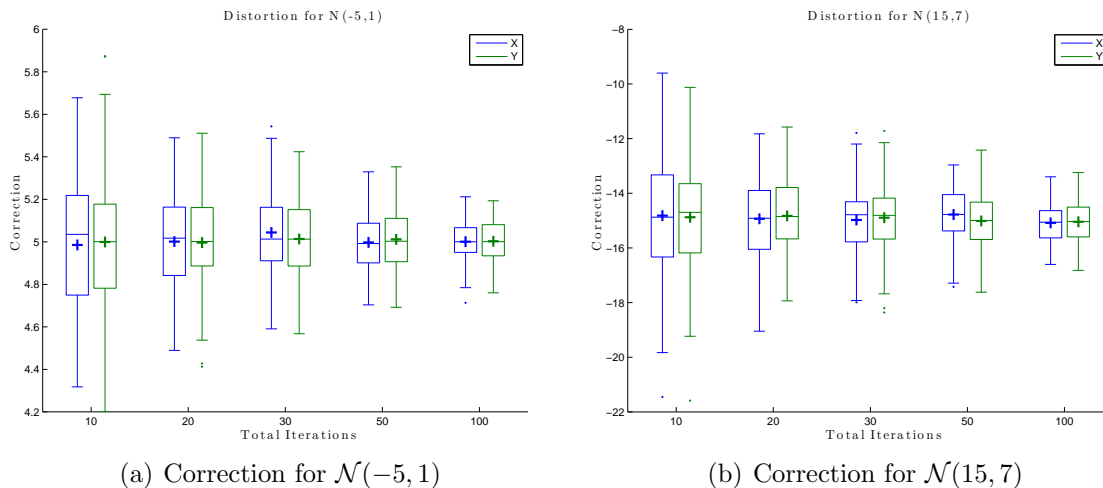 Distortion for N(-5,1)
6
5.8
5.6
5.4
5.2
5
4.8
4.6
4.4
4.2
Correction
X
Y
10 20 30 50 100
Total Iterations
(a) Correction for 𝒩(−5, 1)
Distortion for N(15,7)
−8
−10
−12
−14
−16
−18
−20
−22
Correction
X
Y
10 20 30 50 100
Total Iterations
(b) Correction for 𝒩(15, 7)